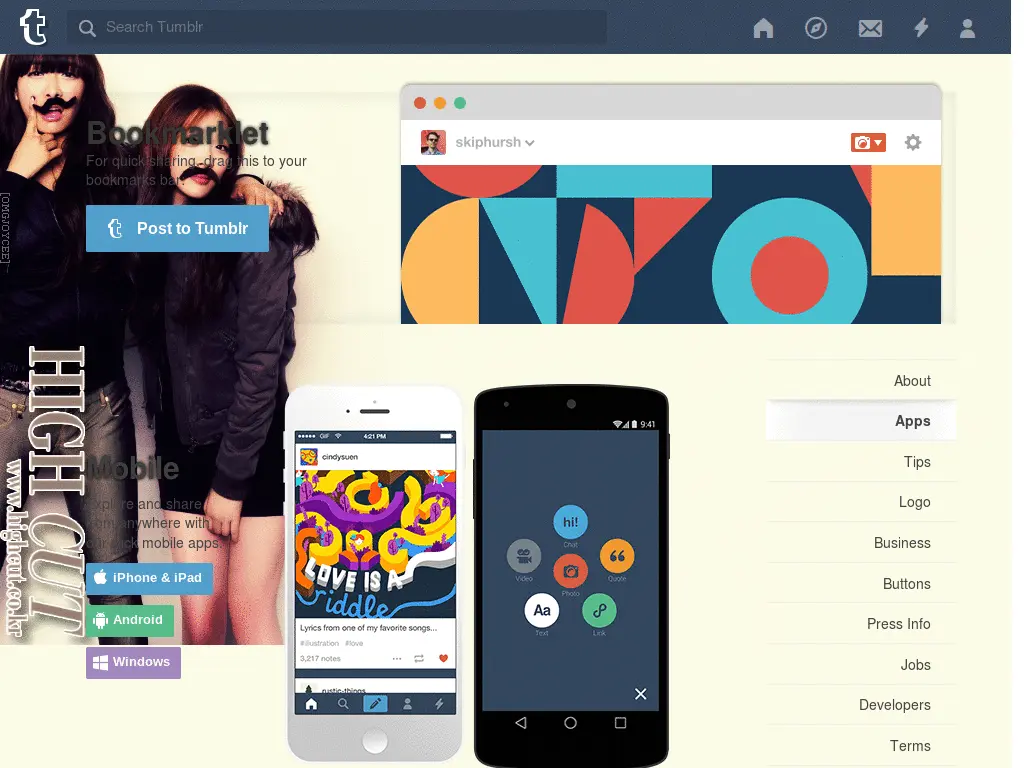 Search Tumblr
Bookmarklet
For quick sharing, drag this to your
bookmarks bar.
Post to Tumblr
[OMGJOYCEE]~
skiphursh
HIGH CUT
www.highcut.co.kr
About
Apps
Tips
Logo
Business
Buttons
Press Info
Jobs
Developers
Terms
Mobile
Explore and share
from anywhere with
our slick mobile apps.
iPhone & iPad
Android
Windows
GIF
4:21 PM
cindysuen
LOVE IS A
riddle
Lyrics from one of my favorite songs...
#illustration #love
3,217 notes
rustic-things
9:41
hi!
Chat
Video
Quote
Photo
Aa
Text
Link